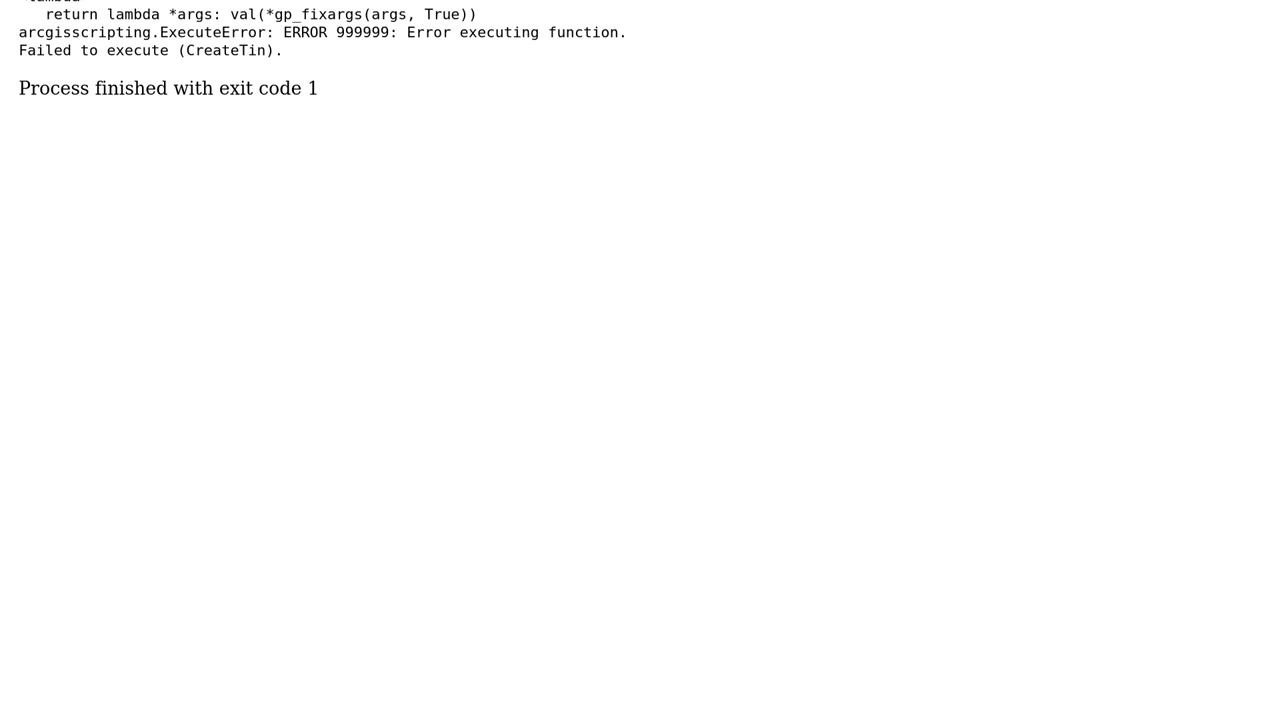 return lambda *args: val(*gp_fixargs(args, True))
arcgisscripting.ExecuteError: ERROR 999999: Error executing function.
Failed to execute (CreateTin).
Process finished with exit code 1